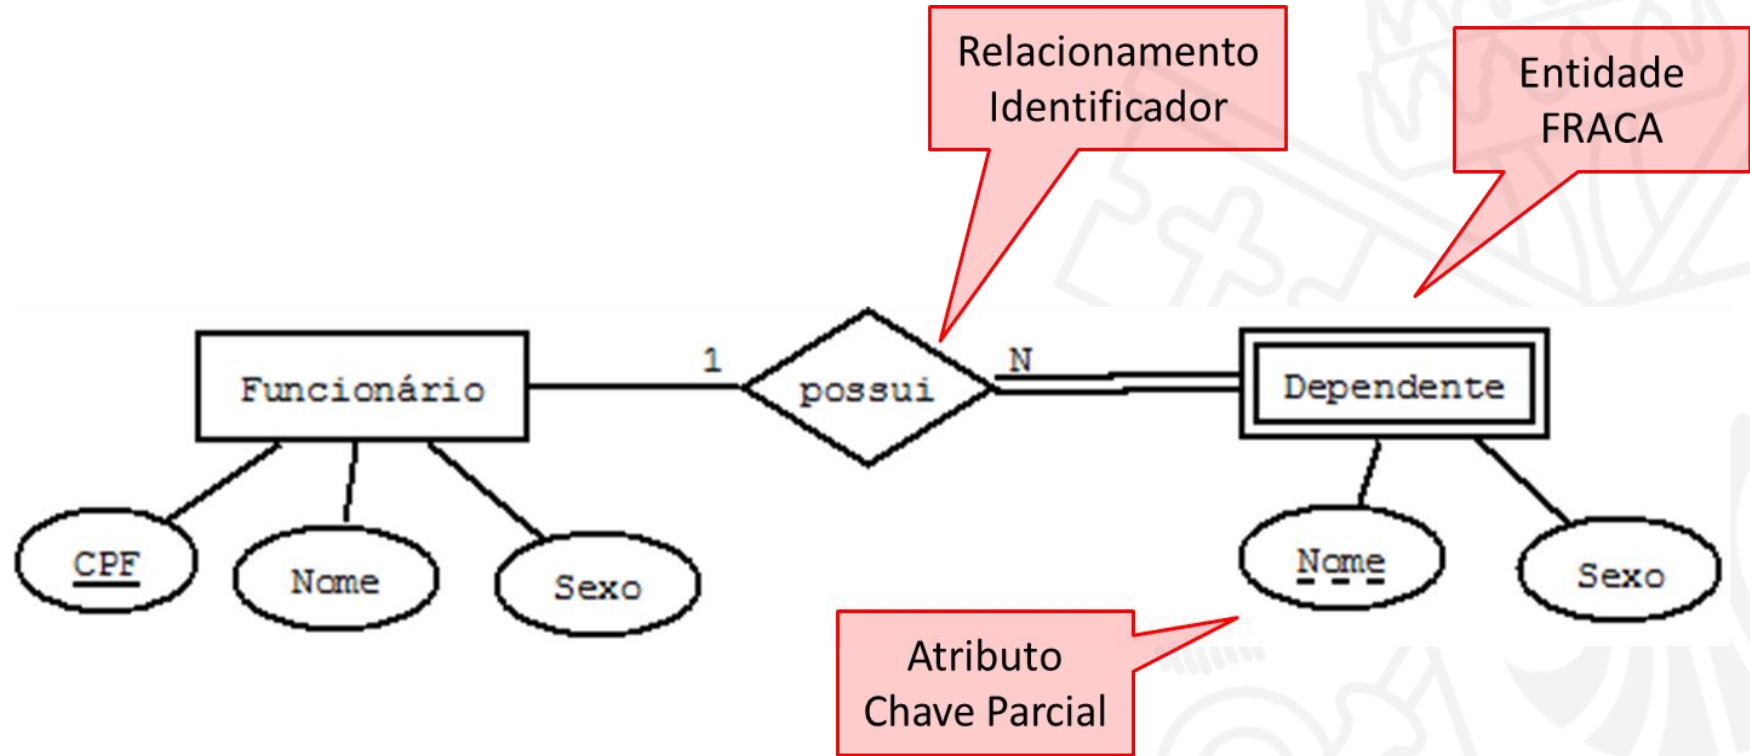 Relacionamento
Identificador
Entidade
FRACA
Funcionário
1
possui
N
Dependente
CPF
Nome
Sexo
Nome
Sexo
Atributo
Chave Parcial